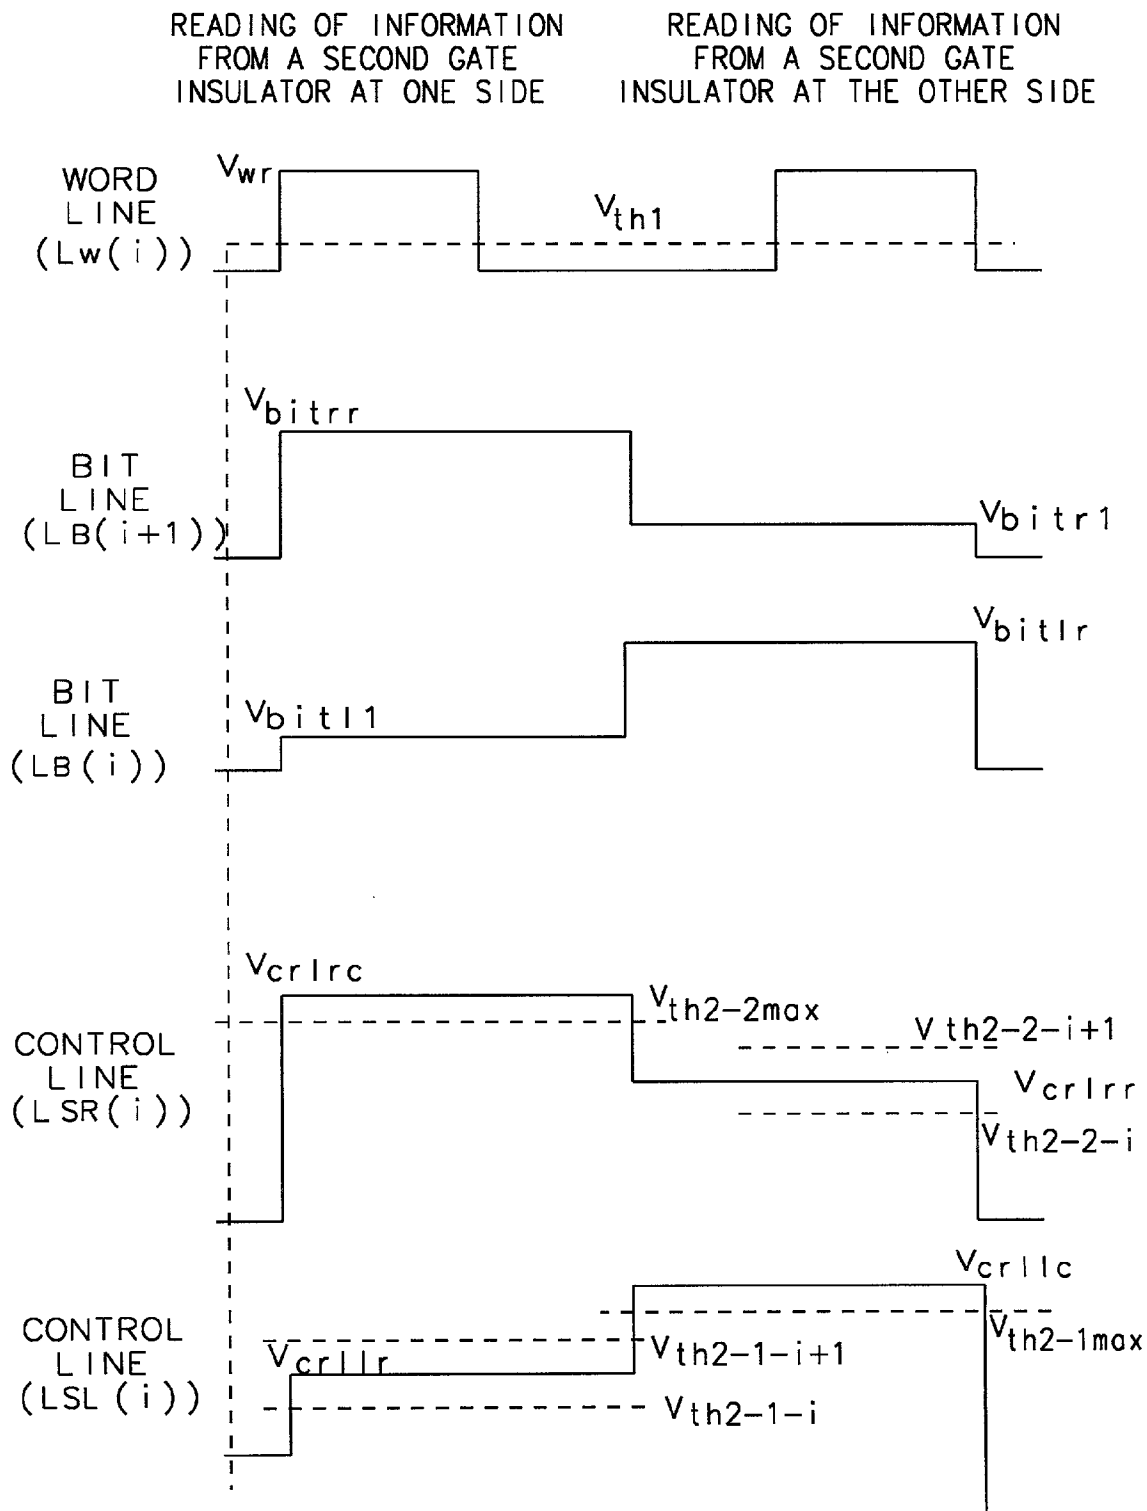 READING OF INFORMATION
FROM A SECOND GATE
INSULATOR AT ONE SIDE
READING OF INFORMATION
FROM A SECOND GATE
INSULATOR AT THE OTHER SIDE
WORD
LINE
(Lw(i))
Vwr
Vth1
BIT
LINE
(LB(i+1))
Vbitrr
Vbitr1
BIT
LINE
(LB(i))
Vbitl1
Vbitlr
CONTROL
LINE
(LSR(i))
Vcrlrc
Vth2-2max
Vth2-2-i+1
Vcrlrr
Vth2-2-i
CONTROL
LINE
(LSL(i))
Vcrllr
Vcrllc
Vth2-1max
Vth2-1-i+1
Vth2-1-i